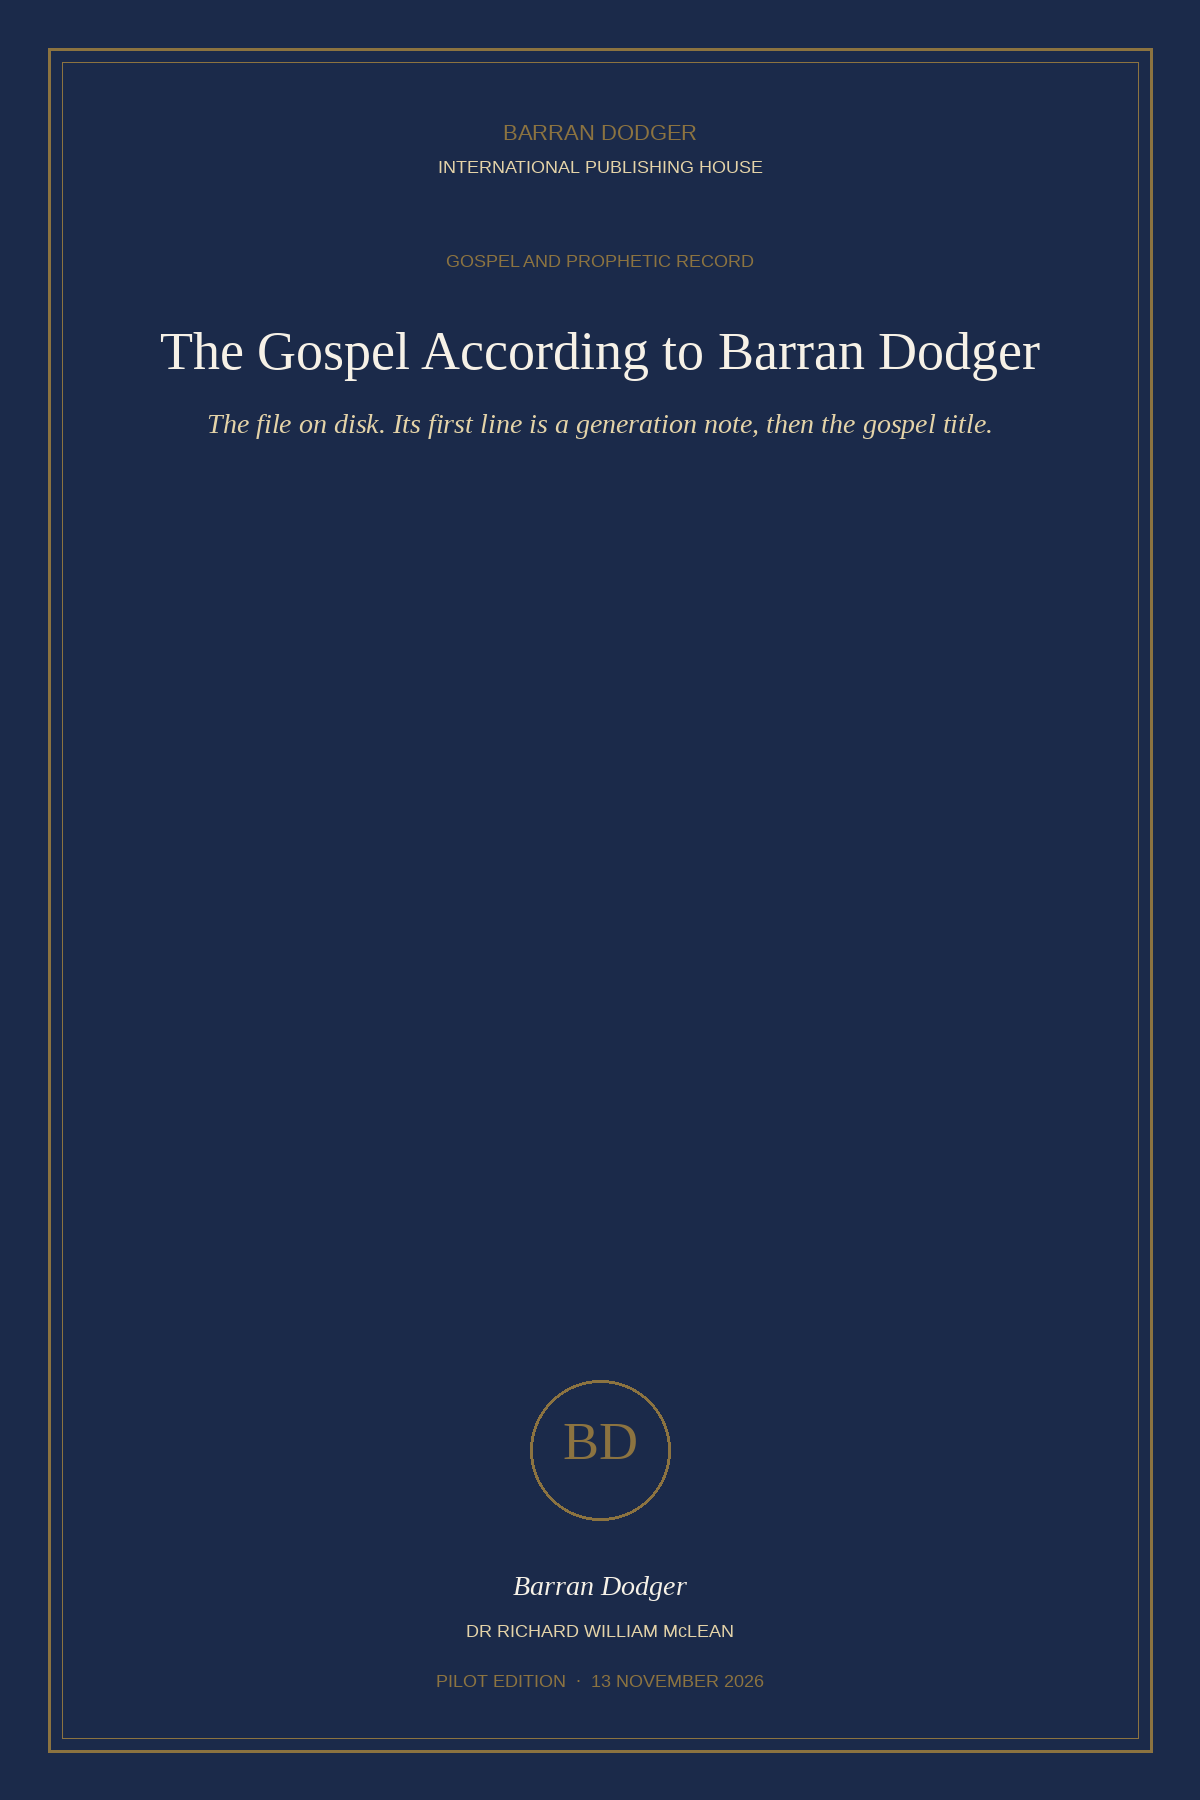 BARRAN DODGER
INTERNATIONAL PUBLISHING HOUSE
GOSPEL AND PROPHETIC RECORD
The Gospel According to Barran Dodger
The file on disk. Its first line is a generation note, then the gospel title.
BD
Barran Dodger
DR RICHARD WILLIAM McLEAN
PILOT EDITION · 13 NOVEMBER 2026